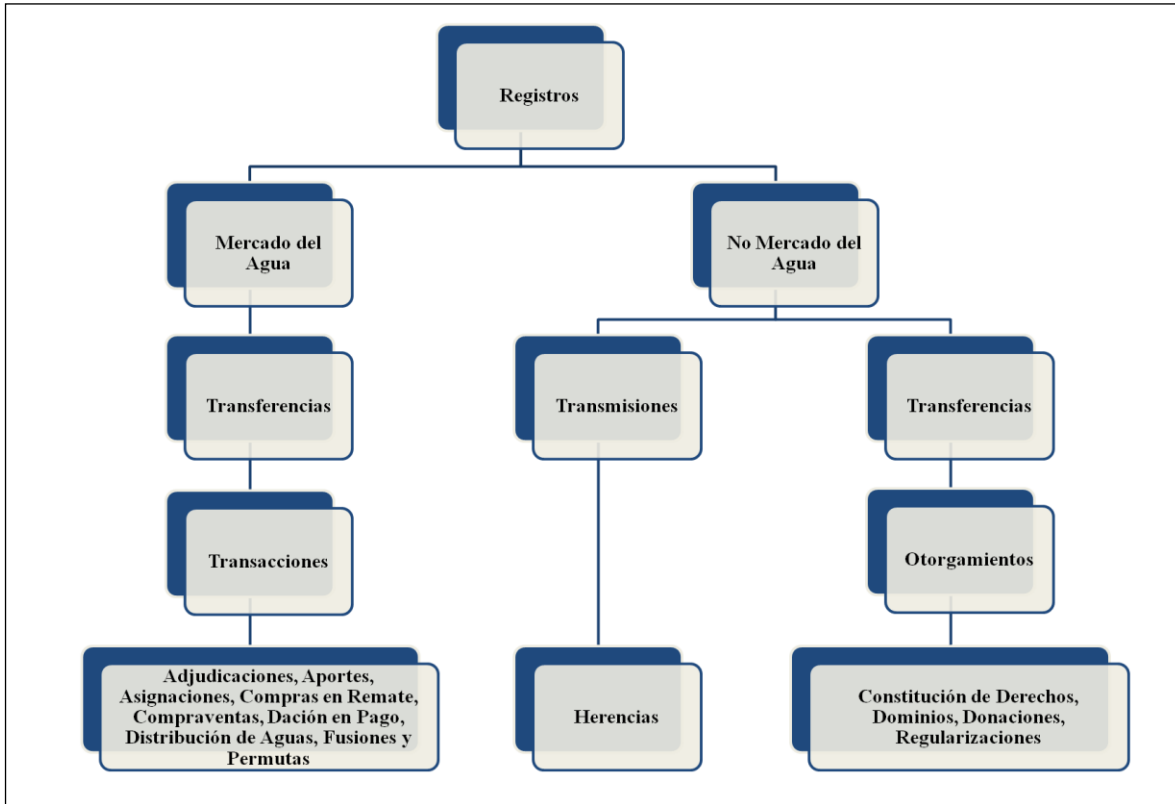 Registros
Mercado del
Agua
No Mercado del
Agua
Transferencias
Transmisiones
Transferencias
Transacciones
Otorgamientos
Adjudicaciones, Aportes,
Asignaciones, Compras en Remate,
Compraventas, Dación en Pago,
Distribución de Aguas, Fusiones y
Permutas
Herencias
Constitución de Derechos,
Dominios, Donaciones,
Regularizaciones